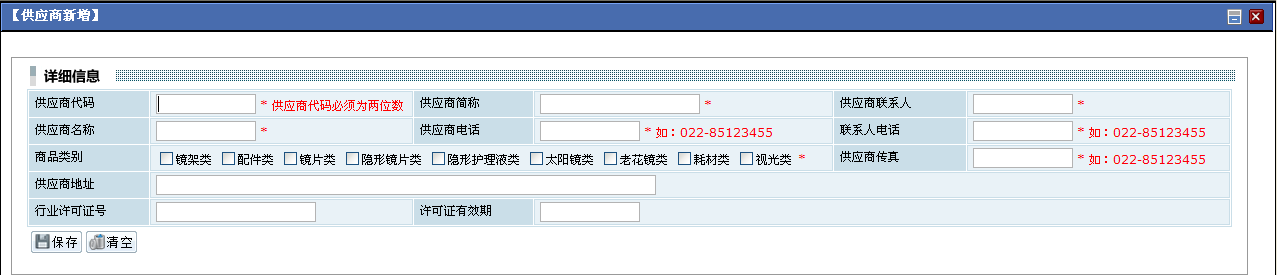 【供应商新增】
详细信息
供应商代码 * 供应商代码必须为两位数 供应商简称 * 供应商联系人 *
供应商名称 * 供应商电话 * 如：022-85123455 联系人电话 * 如：022-85123455
商品类别 镜架类 配件类 镜片类 隐形镜片类 隐形护理液类 太阳镜类 老花镜类 耗材类 视光类 * 供应商传真 * 如：022-85123455
供应商地址
行业许可证号 许可证有效期
保存 清空